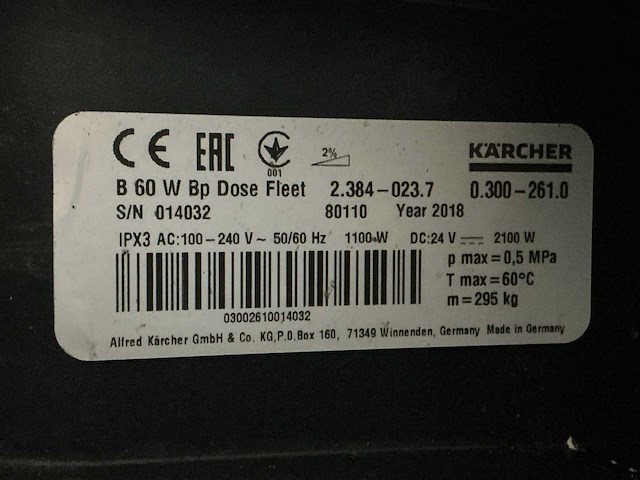 CE EAC 001 2% KÄRCHER
B 60 W Bp Dose Fleet 2.384-023.7 0.300-261.0
S/N 014032 80110 Year 2018
IPX3 AC:100-240 V ~ 50/60 Hz 1100 W DC:24 V ⎓ 2100 W
p max=0,5 MPa
T max=60°C
m=295 kg
03002610014032
Alfred Kärcher GmbH & Co. KG,P.O.Box 160, 71349 Winnenden, Germany Made in Germany